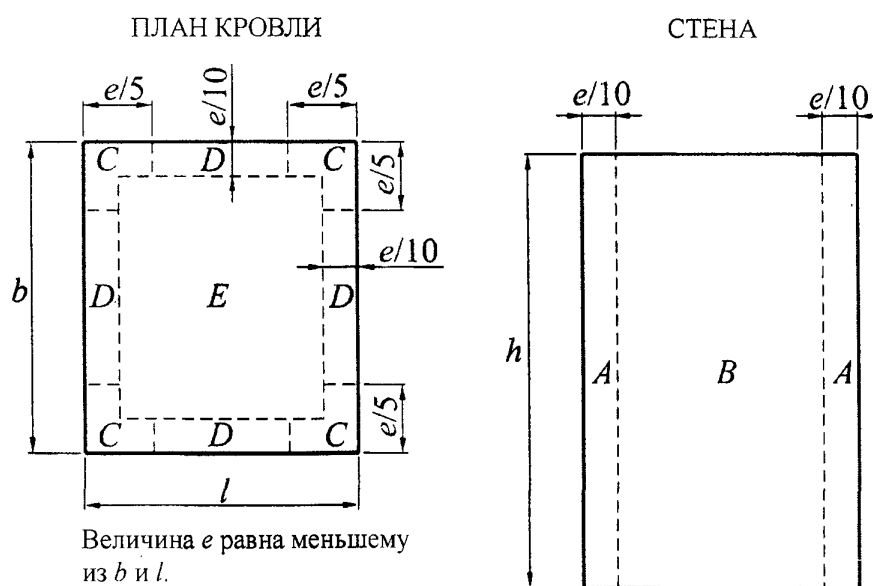 ПЛАН КРОВЛИ
СТЕНА
e/5
e/10
e/5
e/10
e/10
C
D
C
e/5
e/10
b
D
E
D
h
A
B
A
e/5
C
D
C
l
Величина e равна меньшему
из b и l.